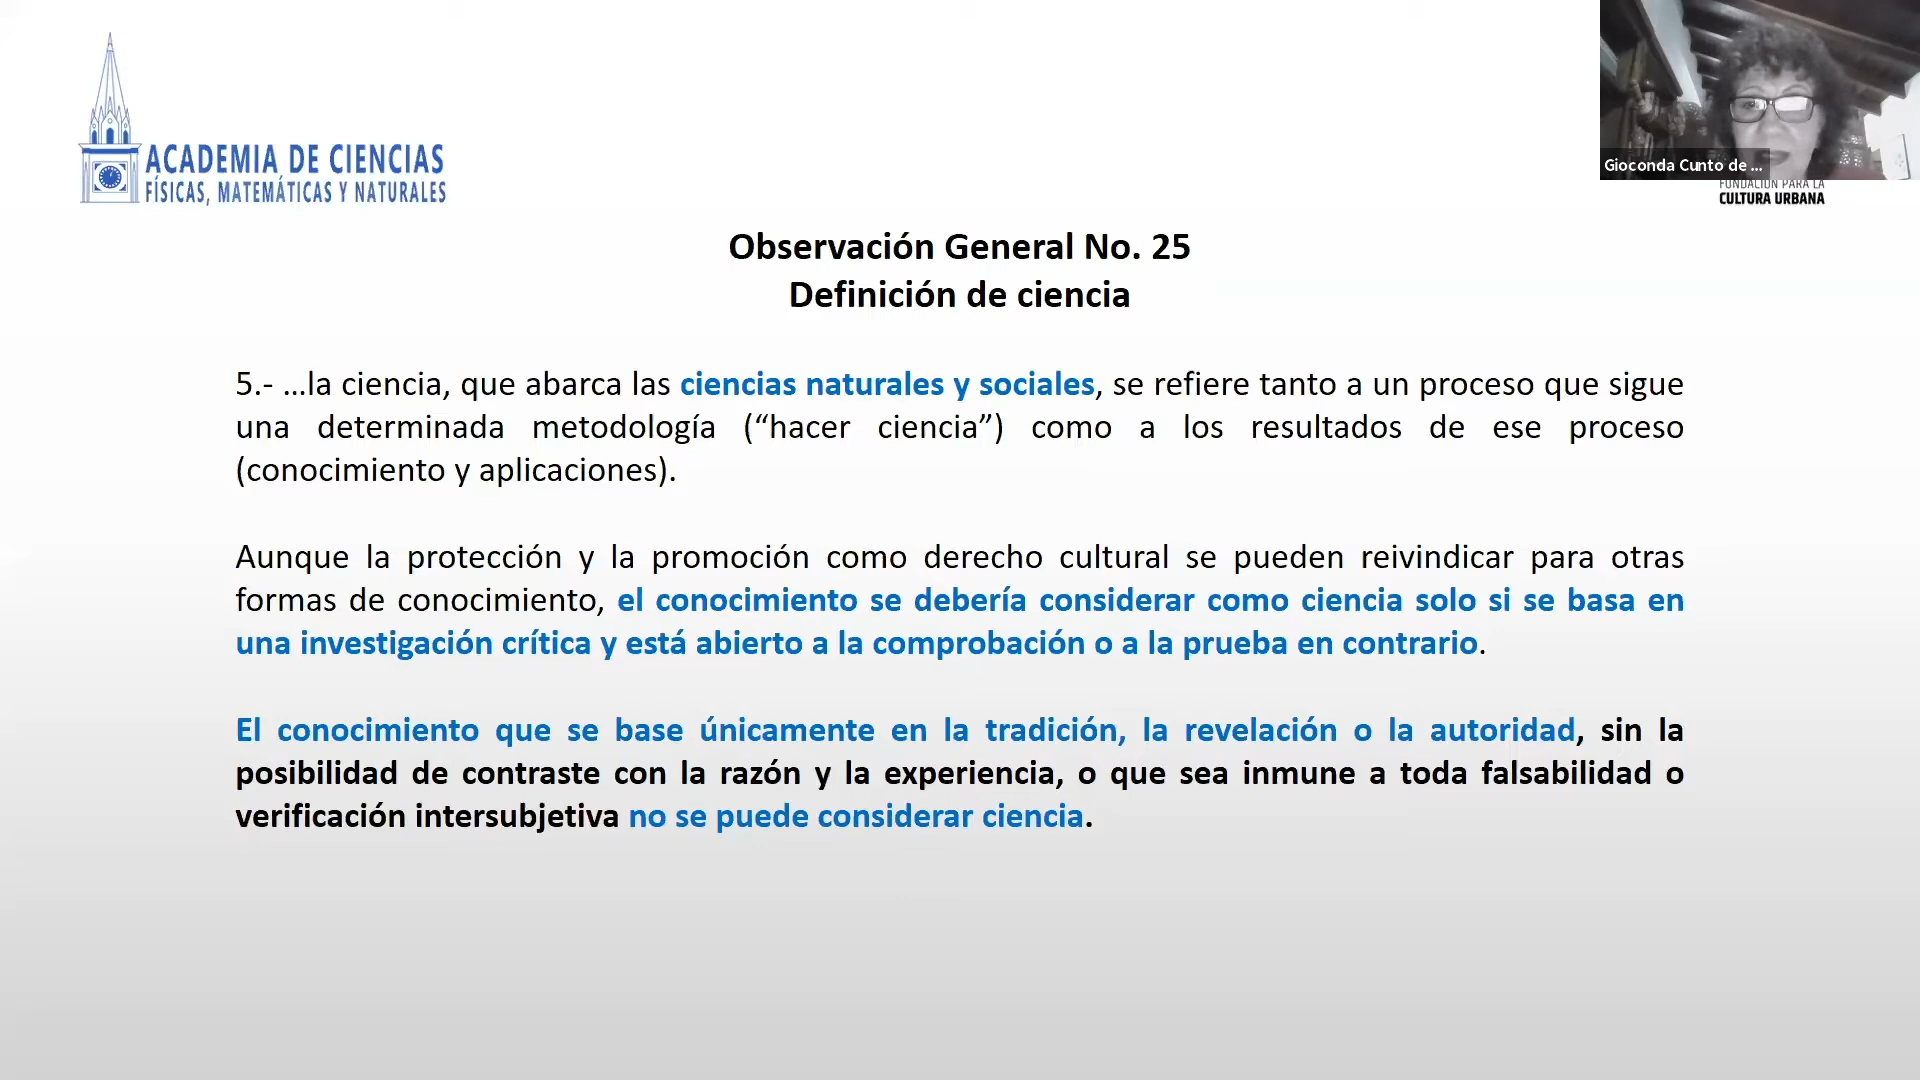 ACADEMIA DE CIENCIAS
FÍSICAS, MATEMÁTICAS Y NATURALES
Gioconda Cunto de ...
FUNDACIÓN PARA LA
CULTURA URBANA
Observación General No. 25
Definición de ciencia
5.- …la ciencia, que abarca las ciencias naturales y sociales, se refiere tanto a un proceso que sigue
una determinada metodología (“hacer ciencia”) como a los resultados de ese proceso
(conocimiento y aplicaciones).
Aunque la protección y la promoción como derecho cultural se pueden reivindicar para otras
formas de conocimiento, el conocimiento se debería considerar como ciencia solo si se basa en
una investigación crítica y está abierto a la comprobación o a la prueba en contrario.
El conocimiento que se base únicamente en la tradición, la revelación o la autoridad, sin la
posibilidad de contraste con la razón y la experiencia, o que sea inmune a toda falsabilidad o
verificación intersubjetiva no se puede considerar ciencia.